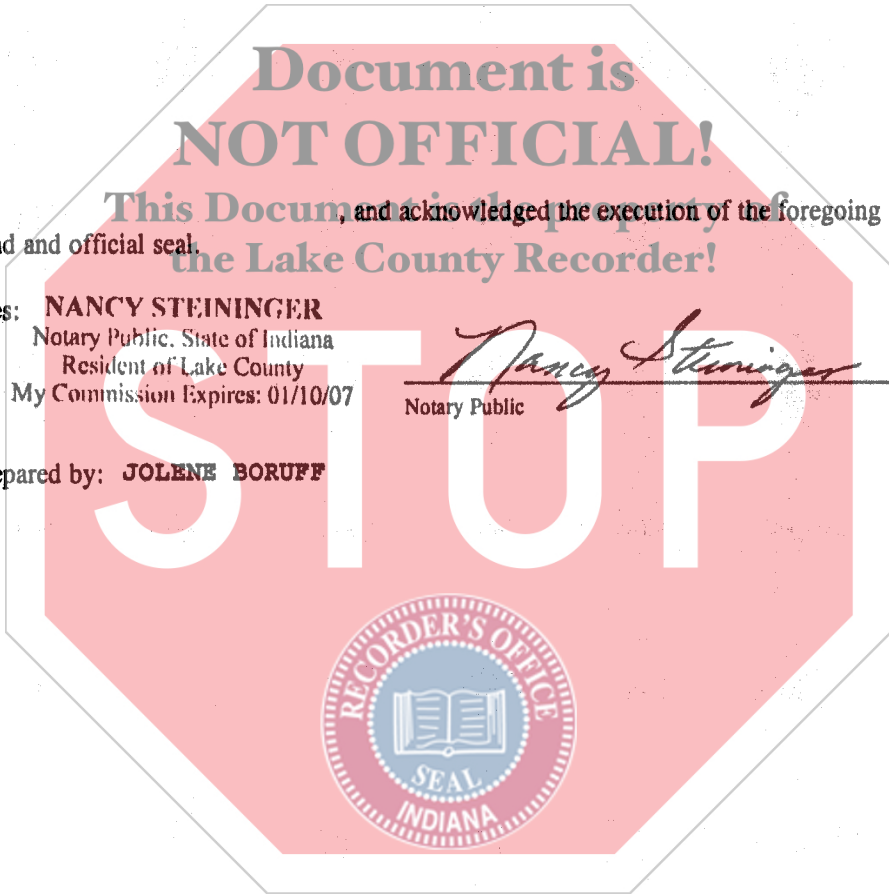 Document is
NOT OFFICIAL!
This Document is the property of
, and acknowledged the execution of the foregoing
d and official seal.
the Lake County Recorder!
es: NANCY STEININGER
Notary Public, State of Indiana
Resident of Lake County
My Commission Expires: 01/10/07
Nancy Steininger
Notary Public
epared by: JOLENE BORUFF
STOP
RECORDER'S OFFICE
SEAL
INDIANA